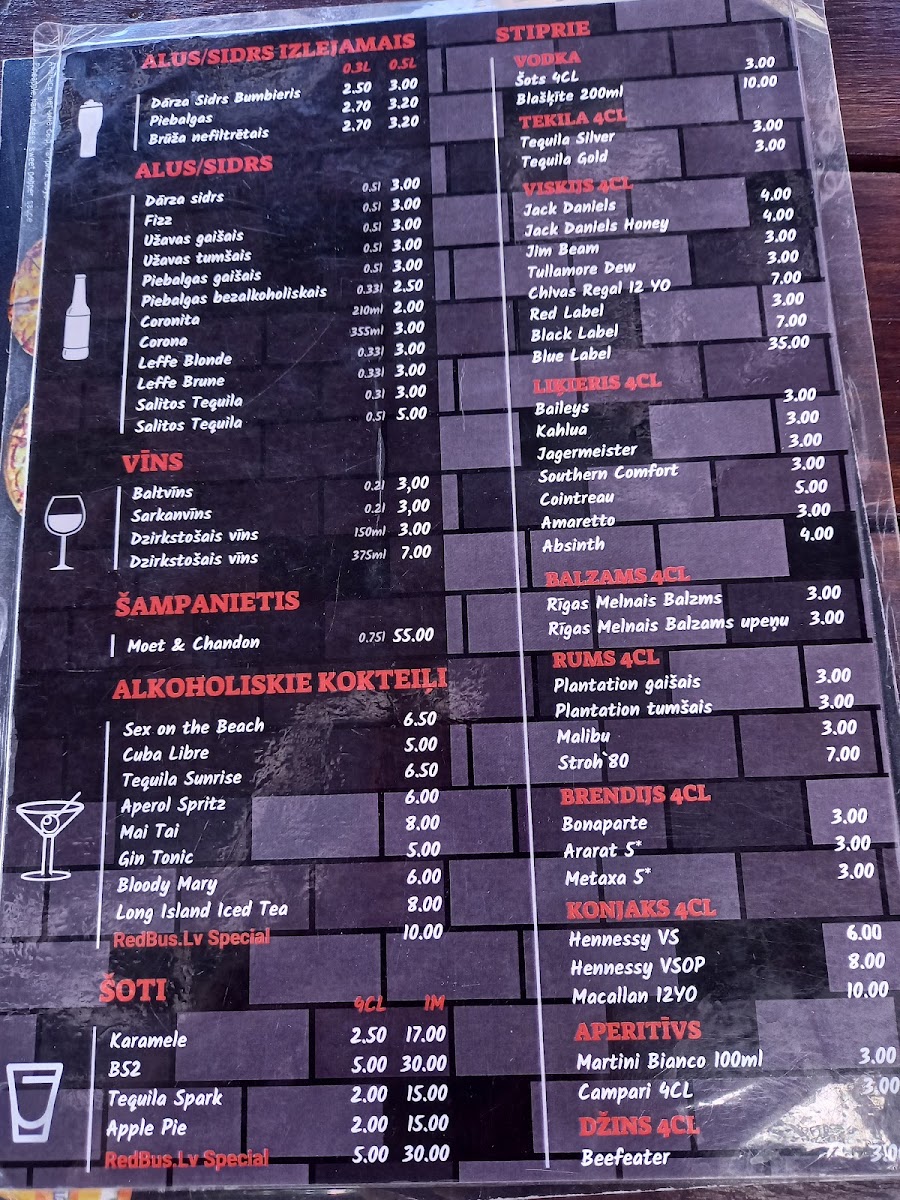 ALUS/SIDRS IZLEJAMAIS
0.3L 0.5L
Dārza Sidrs Bumbieris 2.50 3.00
Piebalgas 2.70 3.20
Brūža nefiltrētais 2.70 3.20
ALUS/SIDRS
Dārza sidrs 0.5l 3.00
Fizz 0.5l 3.00
Užavas gaišais 0.5l 3.00
Užavas tumšais 0.5l 3.00
Piebalgas gaišais 0.5l 3.00
Piebalgas bezalkoholiskais 0.33l 2.50
Coronita 210ml 2.00
Corona 355ml 3.00
Leffe Blonde 0.33l 3.00
Leffe Brune 0.33l 3.00
Salitos Tequila 0.3l 3.00
Salitos Tequila 0.5l 5.00
VĪNS
Baltvīns 0.2l 3,00
Sarkanvīns 0.2l 3,00
Dzirkstošais vīns 150ml 3.00
Dzirkstošais vīns 375ml 7.00
ŠAMPANIETIS
Moet & Chandon 0.75l 55.00
ALKOHOLISKIE KOKTEIĻI
Sex on the Beach 6.50
Cuba Libre 5.00
Tequila Sunrise 6.50
Aperol Spritz 6.00
Mai Tai 8.00
Gin Tonic 5.00
Bloody Mary 6.00
Long Island Iced Tea 8.00
RedBus.Lv Special 10.00
ŠOTI
4CL 1M
Karamele 2.50 17.00
B52 5.00 30.00
Tequila Spark 2.00 15.00
Apple Pie 2.00 15.00
RedBus.Lv Special 5.00 30.00
STIPRIE
VODKA
Šots 4CL 3.00
Blašķīte 200ml 10.00
TEKILA 4CL
Tequila Silver 3.00
Tequila Gold 3.00
VISKIJS 4CL
Jack Daniels 4.00
Jack Daniels Honey 4.00
Jim Beam 3.00
Tullamore Dew 3.00
Chivas Regal 12 YO 7.00
Red Label 3.00
Black Label 7.00
Blue Label 35.00
LIĶIERIS 4CL
Baileys 3.00
Kahlua 3.00
Jagermeister 3.00
Southern Comfort 3.00
Cointreau 5.00
Amaretto 3.00
Absinth 4.00
BALZAMS 4CL
Rīgas Melnais Balzms 3.00
Rīgas Melnais Balzams upeņu 3.00
RUMS 4CL
Plantation gaišais 3.00
Plantation tumšais 3.00
Malibu 3.00
Stroh`80 7.00
BRENDIJS 4CL
Bonaparte 3.00
Ararat 5* 3.00
Metaxa 5* 3.00
KONJAKS 4CL
Hennessy VS 6.00
Hennessy VSOP 8.00
Macallan 12YO 10.00
APERITĪVS
Martini Bianco 100ml 3.00
Campari 4CL 3.00
DŽINS 4CL
Beefeater